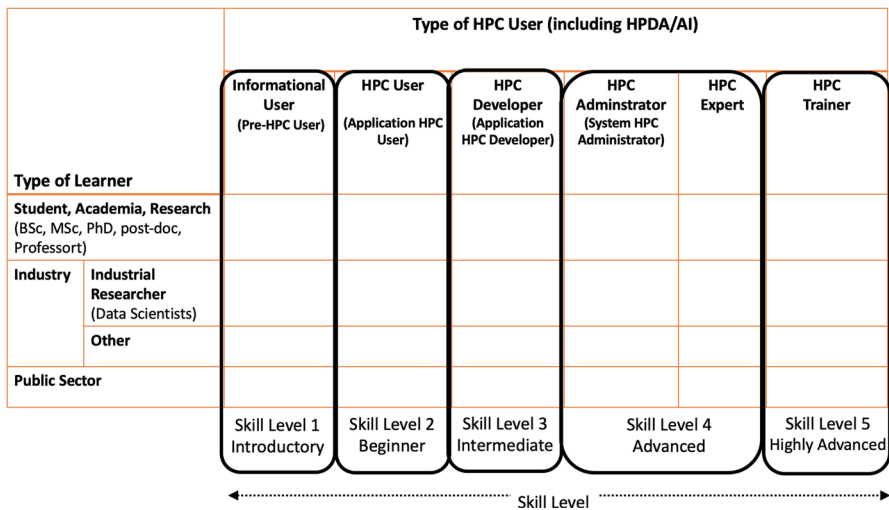 Type of HPC User (including HPDA/AI)
Informational
User
(Pre-HPC User)
HPC User
(Application HPC
User)
HPC
Developer
(Application
HPC Developer)
HPC
Adminstrator
(System HPC
Administrator)
HPC
Expert
HPC
Trainer
Type of Learner
Student, Academia, Research
(BSc, MSc, PhD, post-doc,
Professort)
Industry
Industrial
Researcher
(Data Scientists)
Other
Public Sector
Skill Level 1
Introductory
Skill Level 2
Beginner
Skill Level 3
Intermediate
Skill Level 4
Advanced
Skill Level 5
Highly Advanced
Skill Level